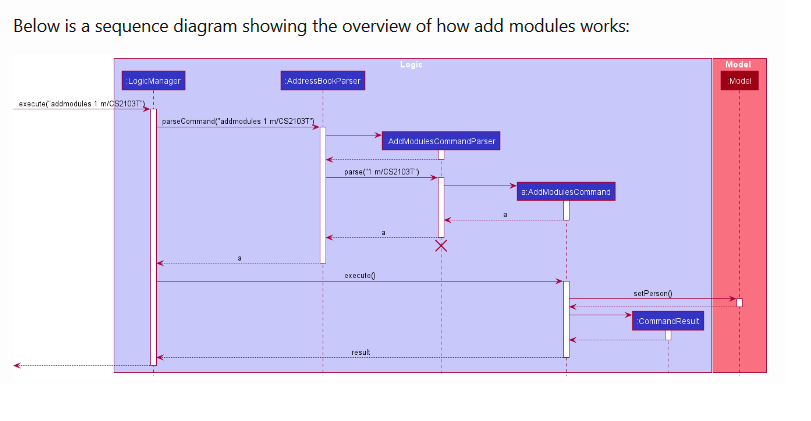 Below is a sequence diagram showing the overview of how add modules works:
Logic
Model
:LogicManager
:AddressBookParser
Model
execute("addmodules 1 m/CS2103T")
parseCommand("addmodules 1 m/CS2103T")
AddModulesCommandParser
parse("1 m/CS2103T")
a:AddModulesCommand
a
a
a
execute()
setPerson()
:CommandResult
result